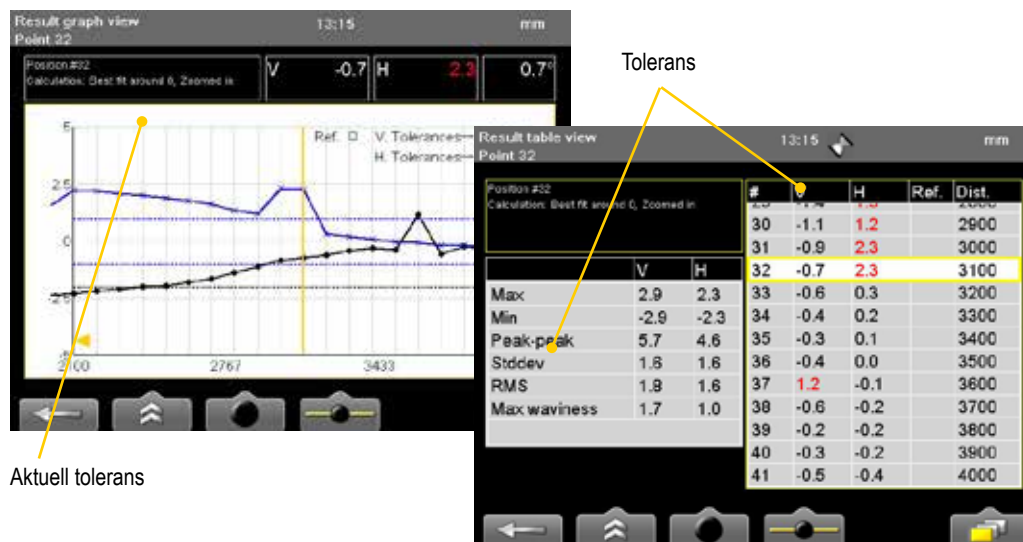 Result graph view 13:15 mm
Point 32
Position #32
Calculation: Best fit around 0, Zoomed in
V -0.7 H 2.3 0.7°
Ref. V. Tolerances
H. Tolerances
5
2.5
.0
-2.5
2100 2767 3433
Aktuell tolerans
Tolerans
Result table view 13:15 mm
Point 32
Position #32
Calculation: Best fit around 0, Zoomed in
V H
Max 2.9 2.3
Min -2.9 -2.3
Peak-peak 5.7 4.6
Stddev 1.6 1.6
RMS 1.8 1.6
Max waviness 1.7 1.0
# V H Ref. Dist.
30 -1.1 1.2 2900
31 -0.9 2.3 3000
32 -0.7 2.3 3100
33 -0.6 0.3 3200
34 -0.4 0.2 3300
35 -0.3 0.1 3400
36 -0.4 0.0 3500
37 1.2 -0.1 3600
38 -0.6 -0.2 3700
39 -0.2 -0.2 3800
40 -0.3 -0.2 3900
41 -0.5 -0.4 4000